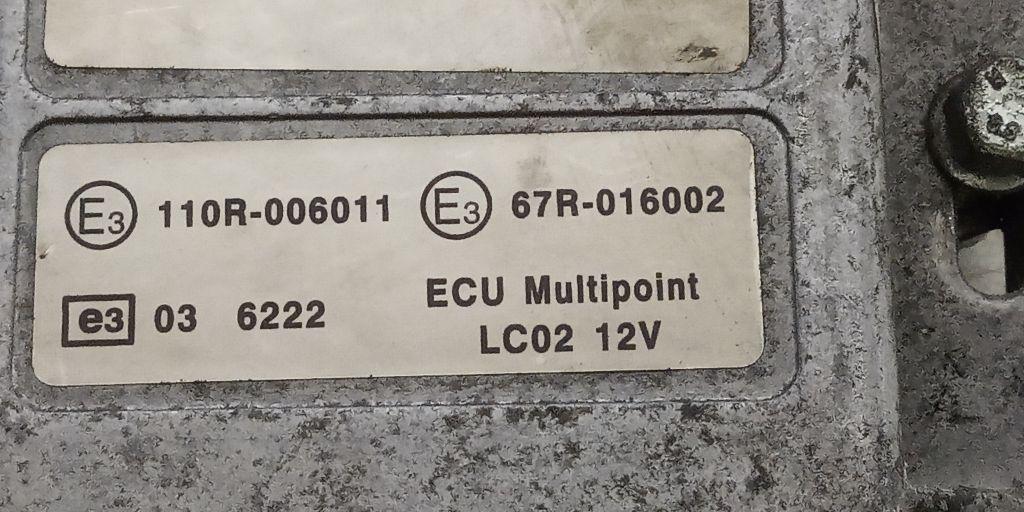 E3 110R-006011 E3 67R-016002
e3 03 6222
ECU Multipoint
LC02 12V